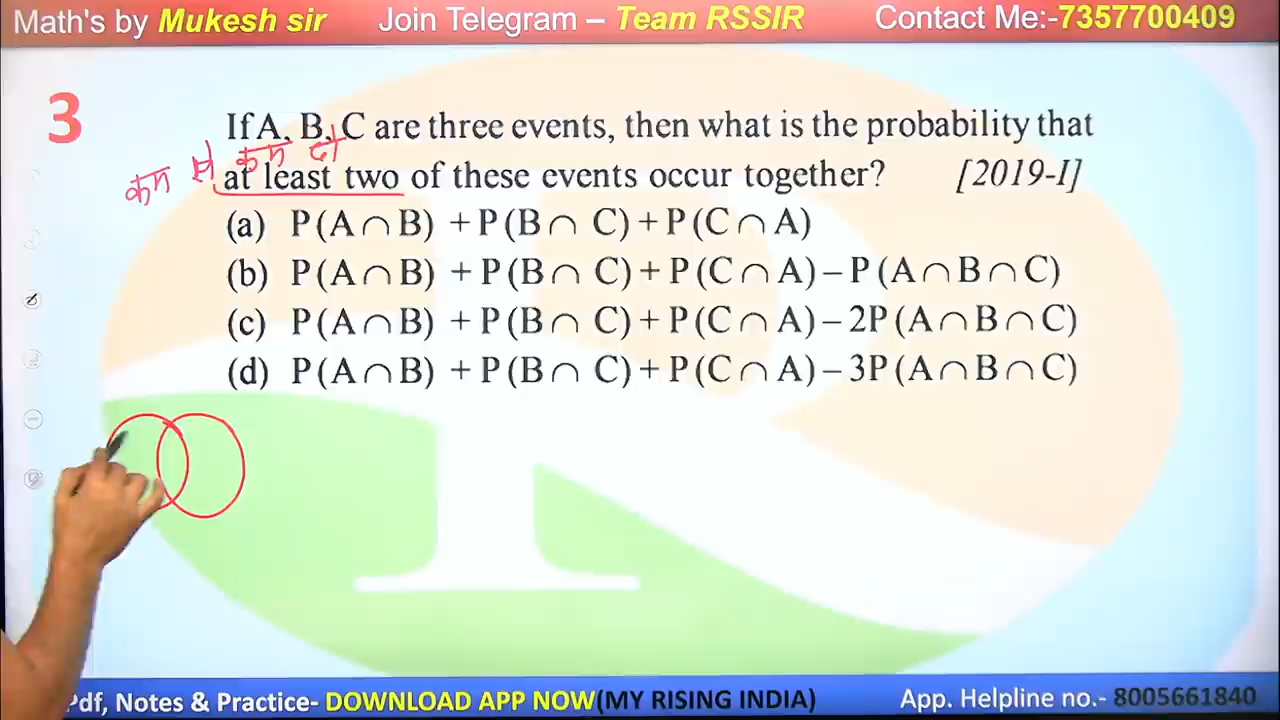 Math's by Mukesh sir Join Telegram – Team RSSIR Contact Me:-7357700409
3
If A, B, C are three events, then what is the probability that
कम से कम दो
at least two of these events occur together? [2019-I]
(a) P(A∩B) + P(B∩ C) + P(C∩A)
(b) P(A∩B) + P(B∩ C) + P(C∩A) – P(A∩B∩C)
(c) P(A∩B) + P(B∩ C) + P(C∩A) – 2P(A∩B∩C)
(d) P(A∩B) + P(B∩ C) + P(C∩A) – 3P(A∩B∩C)
Pdf, Notes & Practice- DOWNLOAD APP NOW(MY RISING INDIA) App. Helpline no.- 8005661840